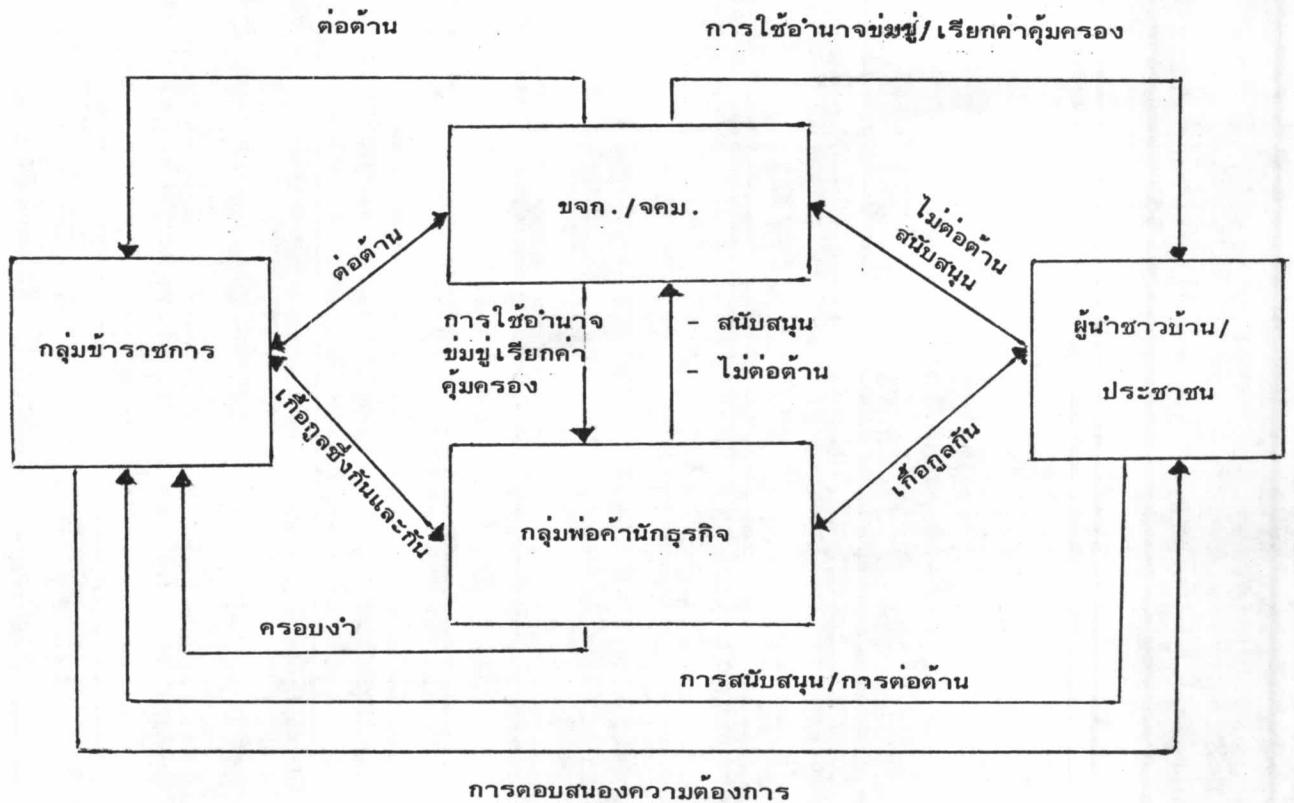 ต่อต้าน
การใช้อำนาจข่มขู่/เรียกค่าคุ้มครอง
ขจก./จคม.
ต่อต้าน
ไม่ต่อต้าน
สนับสนุน
กลุ่มข้าราชการ
การใช้อำนาจ
ข่มขู่เรียกค่า
คุ้มครอง
- สนับสนุน
- ไม่ต่อต้าน
ผู้นำชาวบ้าน/
ประชาชน
เกื้อกูลซึ่งกันและกัน
เกื้อกูลกัน
กลุ่มพ่อค้านักธุรกิจ
ครอบงำ
การสนับสนุน/การต่อต้าน
การตอบสนองความต้องการ